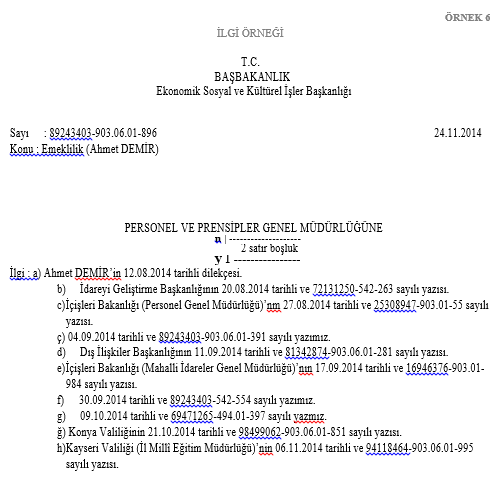 ÖRNEK 6
İLGİ ÖRNEĞİ
T.C.
BAŞBAKANLIK
Ekonomik Sosyal ve Kültürel İşler Başkanlığı
Sayı : 89243403-903.06.01-896 24.11.2014
Konu : Emeklilik (Ahmet DEMİR)
PERSONEL VE PRENSİPLER GENEL MÜDÜRLÜĞÜNE
n | --------------------
2 satır boşluk
y 1 ------------------
İlgi : a) Ahmet DEMİR’in 12.08.2014 tarihli dilekçesi.
b) İdareyi Geliştirme Başkanlığının 20.08.2014 tarihli ve 72131250-542-263 sayılı yazısı.
c)İçişleri Bakanlığı (Personel Genel Müdürlüğü)’nm 27.08.2014 tarihli ve 25308947-903.01-55 sayılı
yazısı.
ç) 04.09.2014 tarihli ve 89243403-903.06.01-391 sayılı yazımız.
d) Dış İlişkiler Başkanlığının 11.09.2014 tarihli ve 81342874-903.06.01-281 sayılı yazısı.
e)İçişleri Bakanlığı (Mahalli İdareler Genel Müdürlüğü)’nın 17.09.2014 tarihli ve 16946376-903.01-
984 sayılı yazısı.
f) 30.09.2014 tarihli ve 89243403-542-554 sayılı yazımız.
g) 09.10.2014 tarihli ve 69471265-494.01-397 sayılı yazmız.
ğ) Konya Valiliğinin 21.10.2014 tarihli ve 98499062-903.06.01-851 sayılı yazısı.
h)Kayseri Valiliği (İl Millî Eğitim Müdürlüğü)’nin 06.11.2014 tarihli ve 94118464-903.06.01-995
sayılı yazısı.